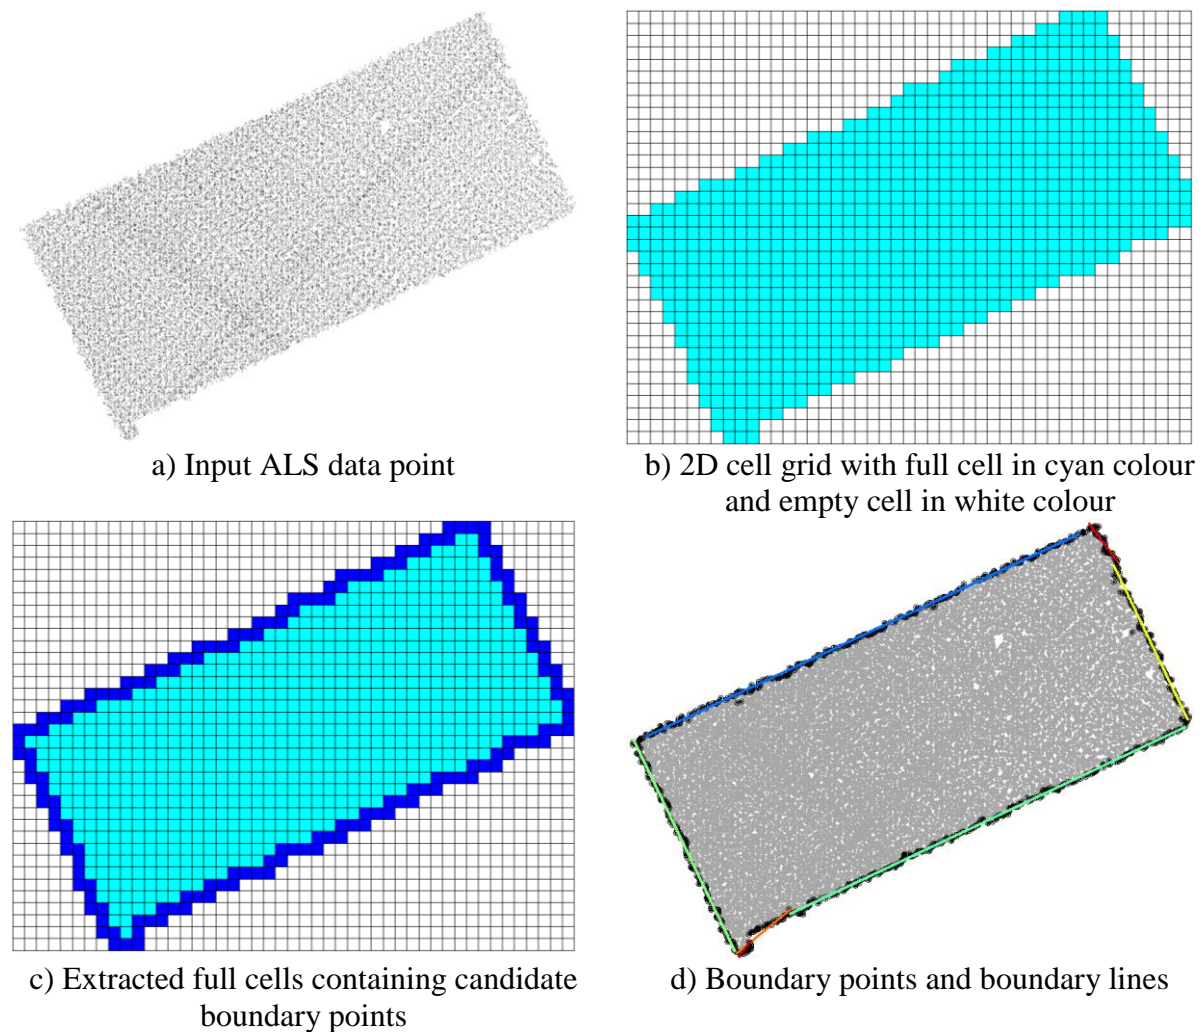 a) Input ALS data point
b) 2D cell grid with full cell in cyan colour
and empty cell in white colour
c) Extracted full cells containing candidate
boundary points
d) Boundary points and boundary lines